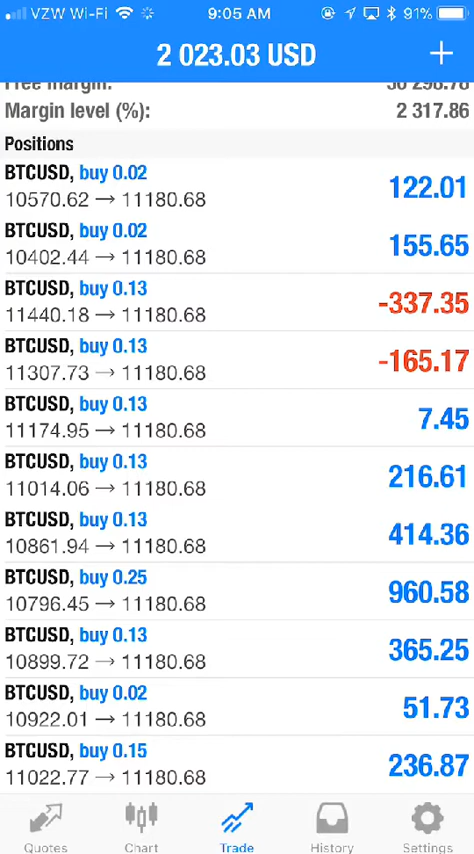 VZW Wi-Fi 9:05 AM 91%
2 023.03 USD
Free margin: 36 298.78
Margin level (%): 2 317.86
Positions
BTCUSD, buy 0.02
10570.62 → 11180.68 122.01
BTCUSD, buy 0.02
10402.44 → 11180.68 155.65
BTCUSD, buy 0.13
11440.18 → 11180.68 -337.35
BTCUSD, buy 0.13
11307.73 → 11180.68 -165.17
BTCUSD, buy 0.13
11174.95 → 11180.68 7.45
BTCUSD, buy 0.13
11014.06 → 11180.68 216.61
BTCUSD, buy 0.13
10861.94 → 11180.68 414.36
BTCUSD, buy 0.25
10796.45 → 11180.68 960.58
BTCUSD, buy 0.13
10899.72 → 11180.68 365.25
BTCUSD, buy 0.02
10922.01 → 11180.68 51.73
BTCUSD, buy 0.15
11022.77 → 11180.68 236.87
Quotes Chart Trade History Settings